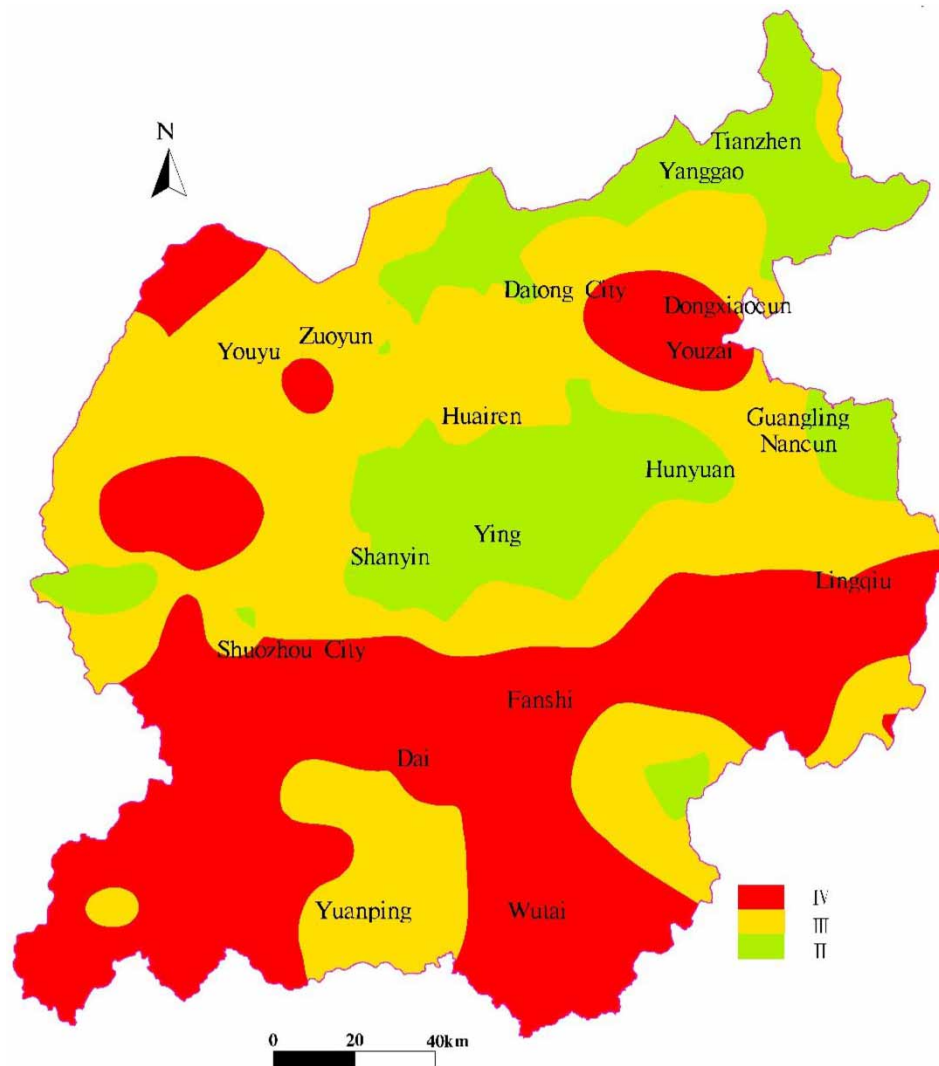 N
Tianzhen
Yanggao
Datong City
Dongxiaocun
Zuoyun
Youyu
Youzai
Huairen
Guangling
Nancun
Hunyuan
Ying
Shanyin
Lingqiu
Shuozhou City
Fanshi
Dai
IV
Yuanping
Wutai
III
II
0 20 40km